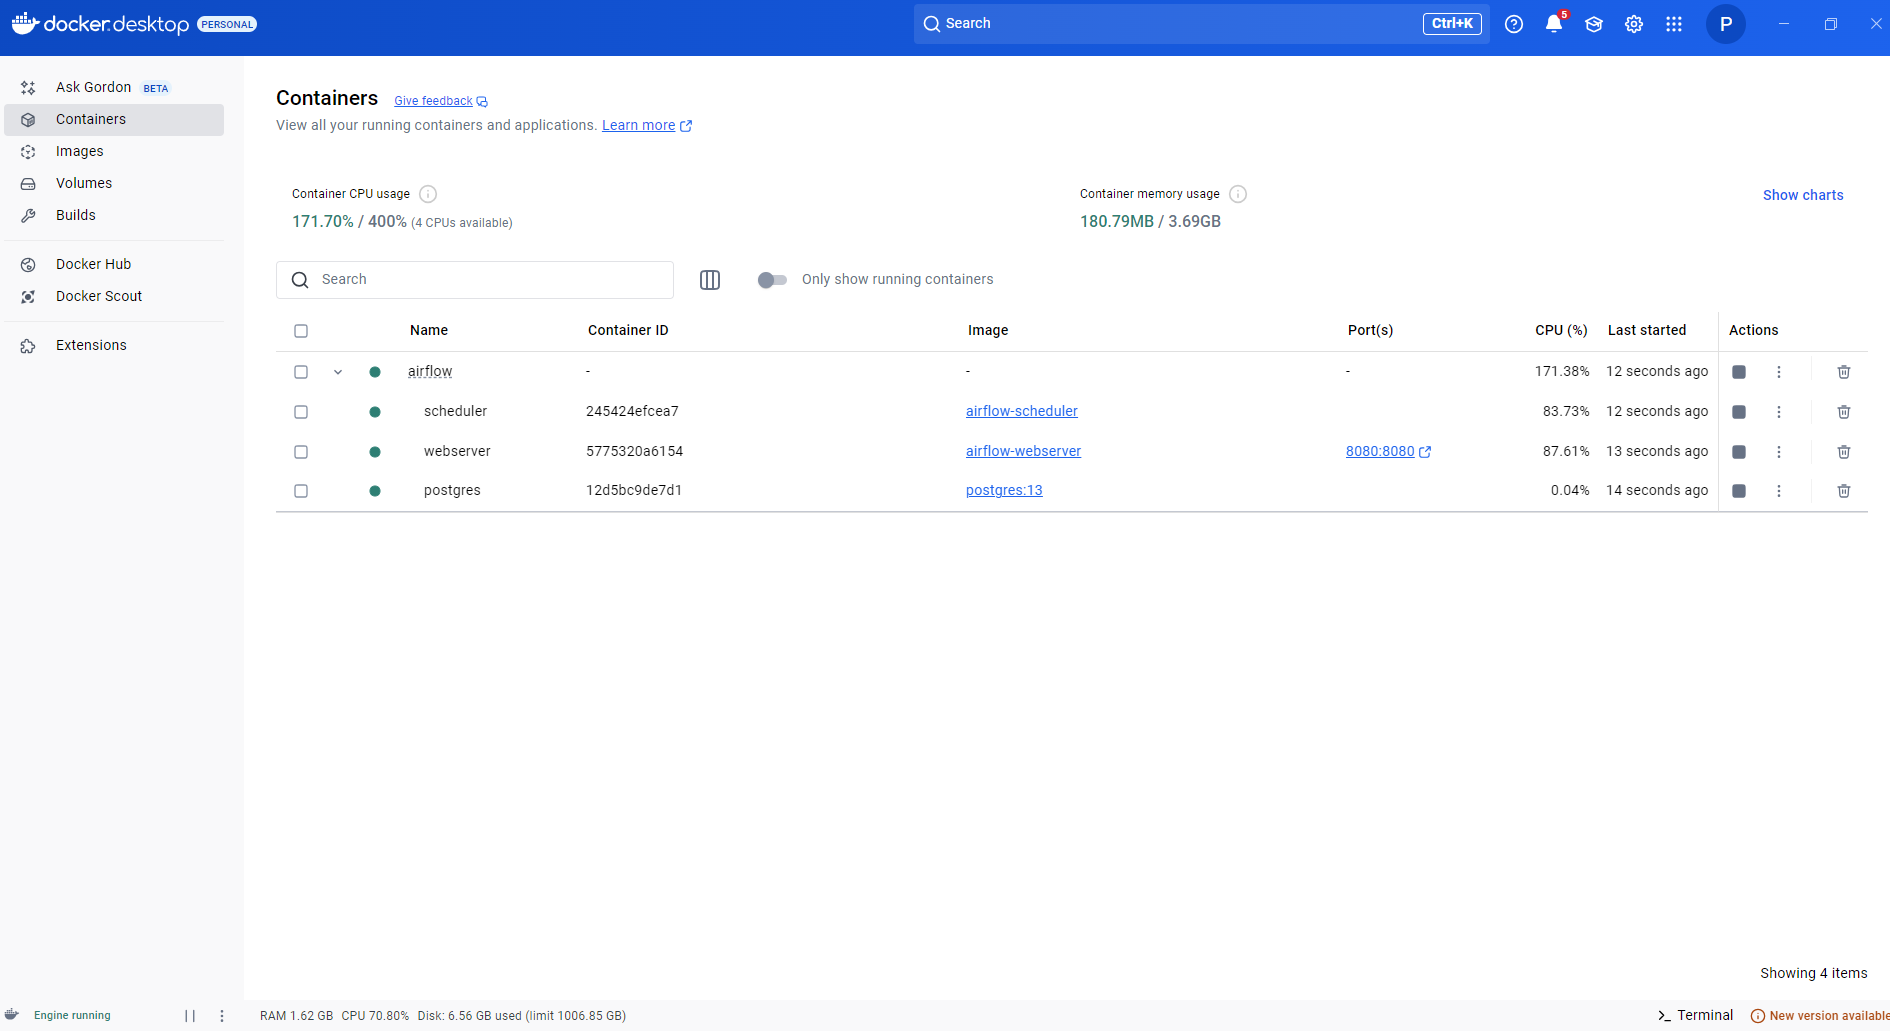 docker.desktop PERSONAL
Search
Ctrl+K
5
P
Ask Gordon BETA
Containers
Images
Volumes
Builds
Docker Hub
Docker Scout
Extensions
Containers Give feedback
View all your running containers and applications. Learn more
Container CPU usage
171.70% / 400% (4 CPUs available)
Container memory usage
180.79MB / 3.69GB
Show charts
Search
Only show running containers
Name Container ID Image Port(s) CPU (%) Last started Actions
airflow - - - 171.38% 12 seconds ago
scheduler 245424efcea7 airflow-scheduler 83.73% 12 seconds ago
webserver 5775320a6154 airflow-webserver 8080:8080 87.61% 13 seconds ago
postgres 12d5bc9de7d1 postgres:13 0.04% 14 seconds ago
Showing 4 items
Engine running
RAM 1.62 GB CPU 70.80% Disk: 6.56 GB used (limit 1006.85 GB)
>_ Terminal
New version available